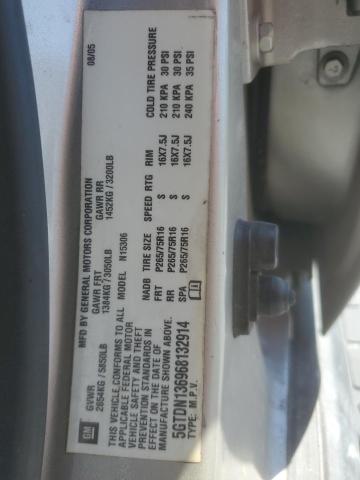 MFD BY GENERAL MOTORS CORPORATION
08/05
GM
GVWR GAWR FRT GAWR RR
2654KG / 5850LB 1384KG / 3050LB 1452KG / 3200LB
THIS VEHICLE CONFORMS TO ALL MODEL N15306
APPLICABLE FEDERAL MOTOR
VEHICLE SAFETY AND THEFT
PREVENTION STANDARDS IN
EFFECT ON THE DATE OF
MANUFACTURE SHOWN ABOVE.
5GTDN136968132914
TYPE: M.P.V.
NADB TIRE SIZE SPEED RTG RIM COLD TIRE PRESSURE
FRT P265/75R16 S 16X7.5J 210 KPA 30 PSI
RR P265/75R16 S 16X7.5J 210 KPA 30 PSI
SPA P265/75R16 S 16X7.5J 240 KPA 35 PSI